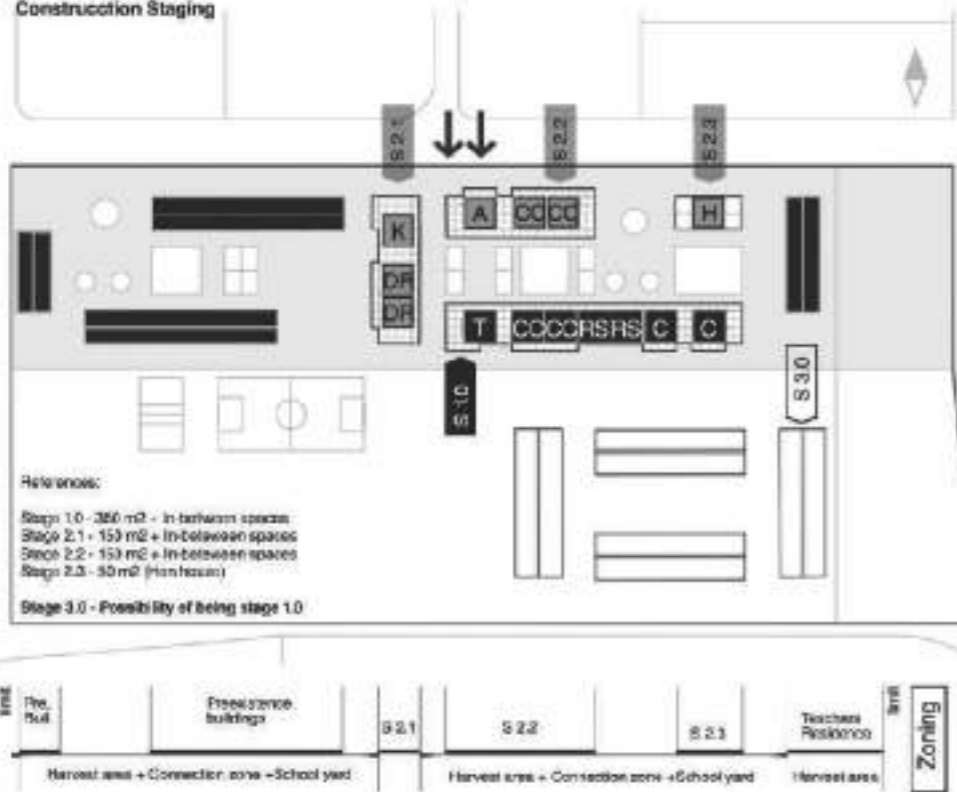 Construcction Staging
S 2.1
S 2.2
S 2.3
K
A
CC CC
H
DR
DR
T
CC CC RS RS C
C
S 1.0
S 3.0
References:
Stage 1.0 - m2 - In-between spaces
Stage 2.1 - 150 m2 + In-between spaces
Stage 2.2 - 150 m2 + In-between spaces
Stage 2.3 - 50 m2 (Hen house)
Stage 3.0 - Possibility of being stage 1.0
limit
Pre.
Buil.
Preexistence
buildings
S 2.1
S 2.2
S 2.3
Teachers
Residence
limit
Zoning
Harvest area + Connection zone +School yard
Harvest area + Connection zone +School yard
Harvest area